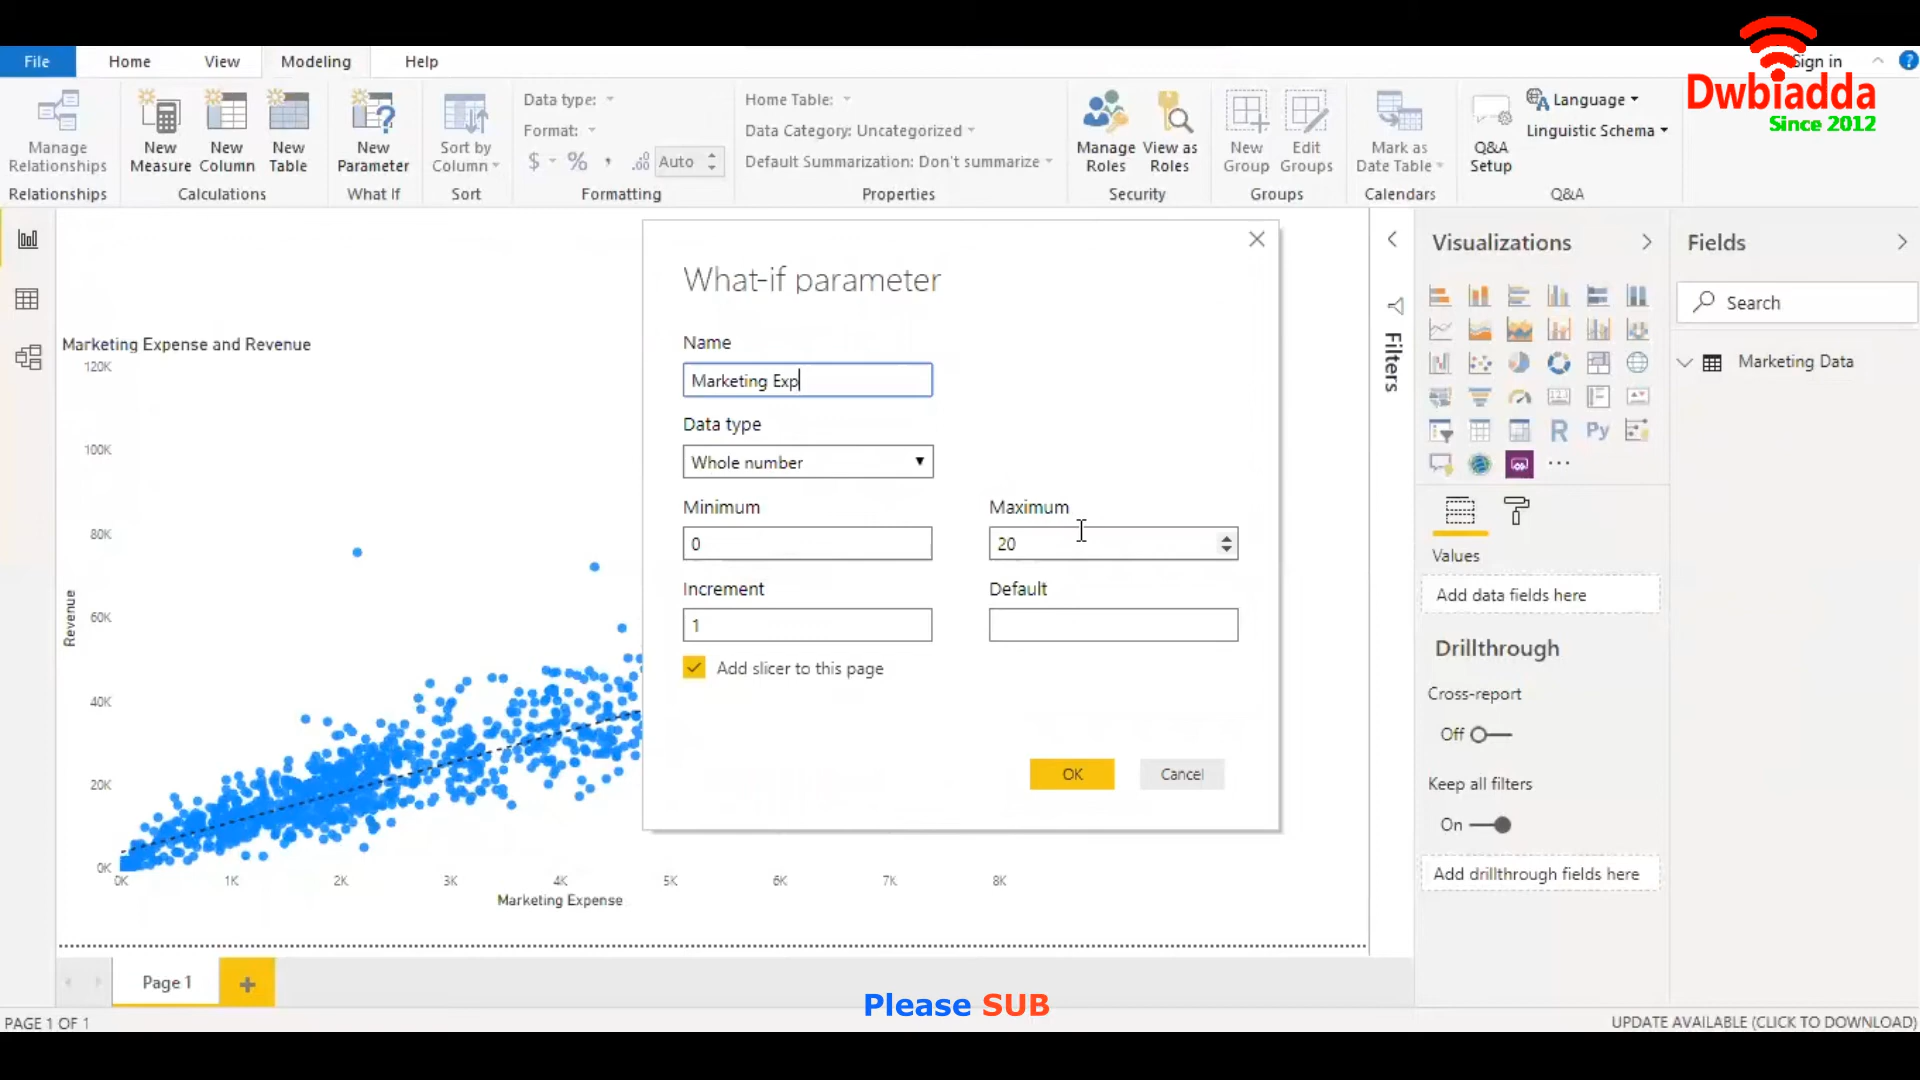 Sign in
Dwbiadda
Since 2012
File
Home
View
Modeling
Help
Manage
Relationships
New
Measure
New
Column
New
Table
New
Parameter
Sort by
Column
Data type:
Format:
$ % , .00 Auto
Home Table:
Data Category: Uncategorized
Default Summarization: Don't summarize
Manage
Roles
View as
Roles
New
Group
Edit
Groups
Mark as
Date Table
Q&A
Setup
Language
Linguistic Schema
Relationships
Calculations
What If
Sort
Formatting
Properties
Security
Groups
Calendars
Q&A
Marketing Expense and Revenue
120K
100K
80K
60K
40K
20K
0K
Revenue
0K
1K
2K
3K
4K
5K
6K
7K
8K
Marketing Expense
What-if parameter
Name
Marketing Exp
Data type
Whole number
Minimum
Maximum
0
20
Increment
Default
1
Add slicer to this page
OK
Cancel
Filters
Visualizations
R
Py
Values
Add data fields here
Drillthrough
Cross-report
Off
Keep all filters
On
Add drillthrough fields here
Fields
Search
Marketing Data
Page 1
Please SUB
PAGE 1 OF 1
UPDATE AVAILABLE (CLICK TO DOWNLOAD)